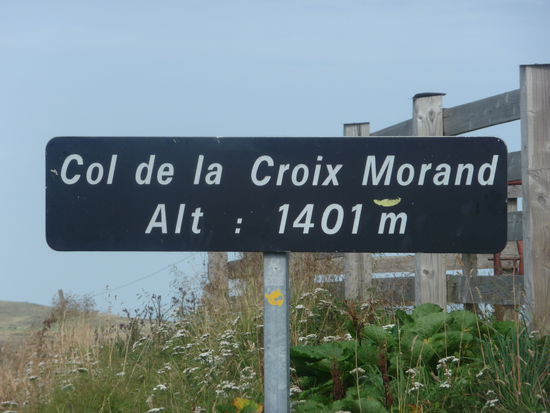 Col de la Croix Morand
Alt : 1401 m